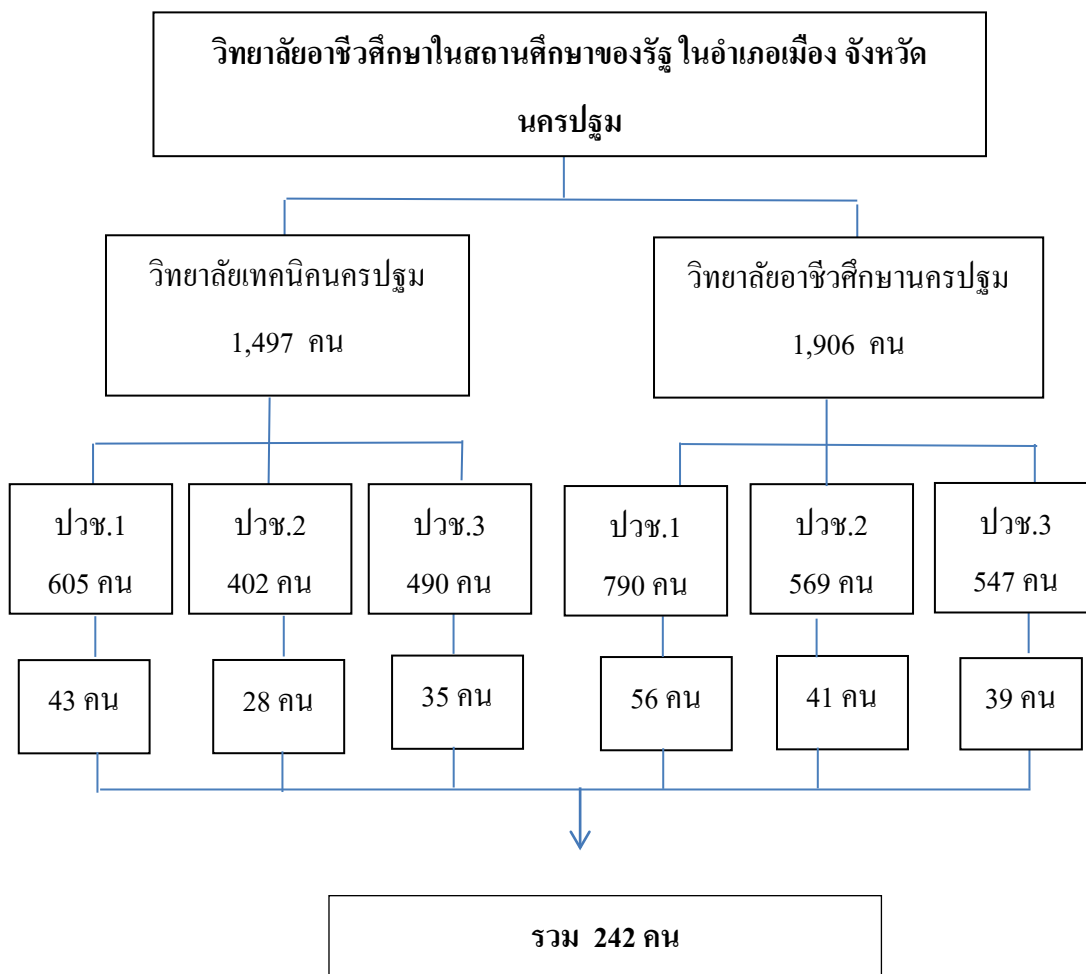 วิทยาลัยอาชีวศึกษาในสถานศึกษาของรัฐ ในอำเภอเมือง จังหวัด
นครปฐม
วิทยาลัยเทคนิคนครปฐม
1,497 คน
วิทยาลัยอาชีวศึกษานครปฐม
1,906 คน
ปวช.1
605 คน
ปวช.2
402 คน
ปวช.3
490 คน
ปวช.1
790 คน
ปวช.2
569 คน
ปวช.3
547 คน
43 คน
28 คน
35 คน
56 คน
41 คน
39 คน
รวม 242 คน